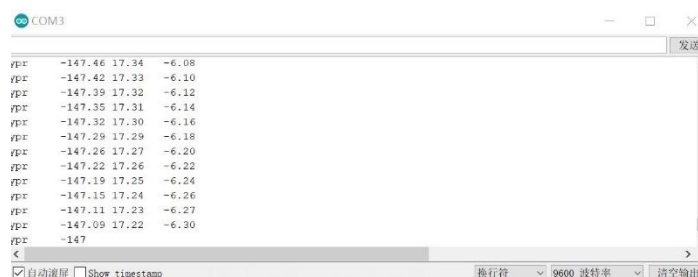 COM3
发送
ypr	-147.46	17.34	-6.08
ypr	-147.42	17.33	-6.10
ypr	-147.39	17.32	-6.12
ypr	-147.35	17.31	-6.14
ypr	-147.32	17.30	-6.16
ypr	-147.29	17.29	-6.18
ypr	-147.26	17.27	-6.20
ypr	-147.22	17.26	-6.22
ypr	-147.19	17.25	-6.24
ypr	-147.15	17.24	-6.26
ypr	-147.11	17.23	-6.27
ypr	-147.09	17.22	-6.30
ypr	-147
自动滚屏 Show timestamp 换行符 9600 波特率 清空输出